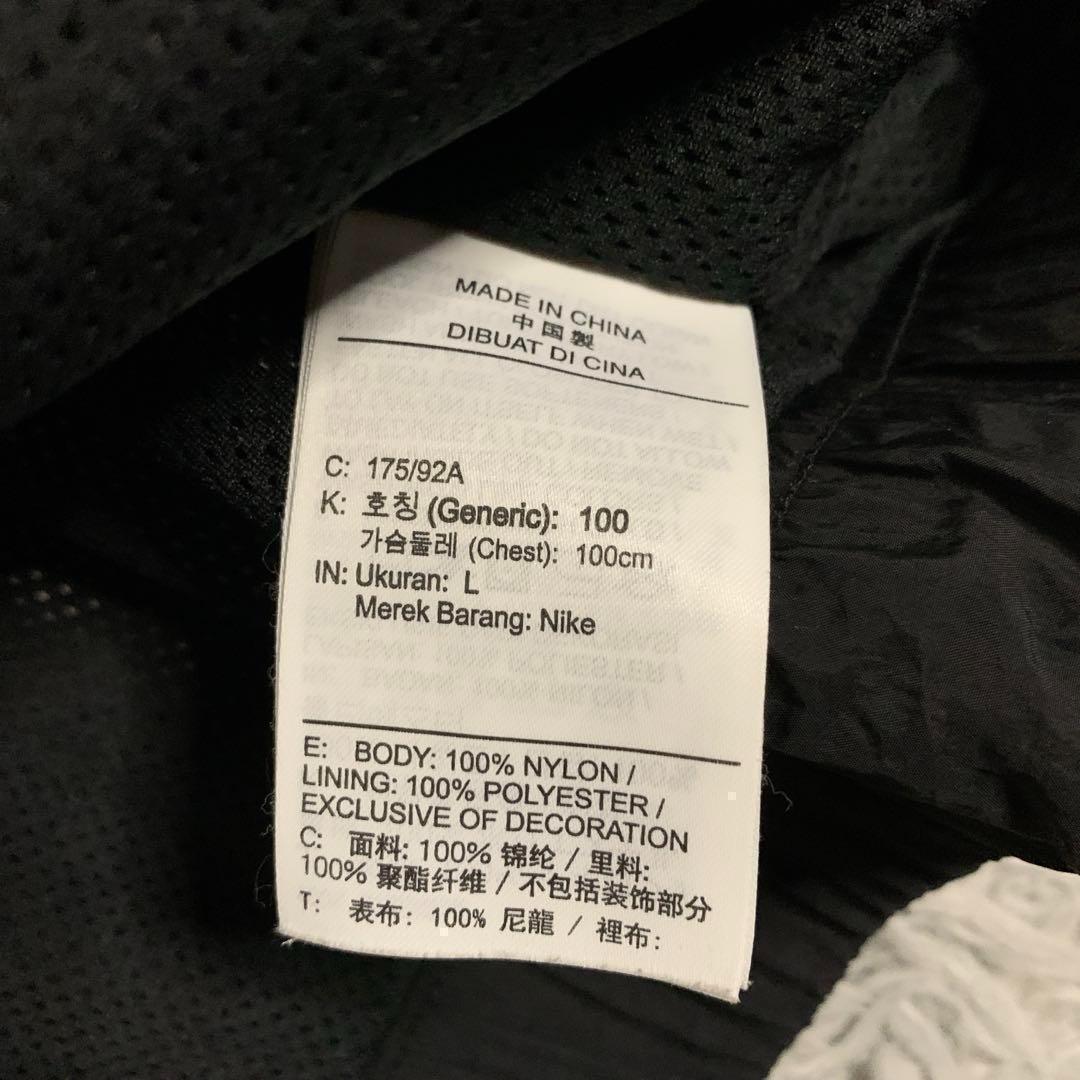 MADE IN CHINA
中国製
DIBUAT DI CINA
C: 175/92A
K: 호칭 (Generic): 100
가슴둘레 (Chest): 100cm
IN: Ukuran: L
Merek Barang: Nike
E: BODY: 100% NYLON /
LINING: 100% POLYESTER /
EXCLUSIVE OF DECORATION
C: 面料: 100% 锦纶 / 里料:
100% 聚酯纤维 / 不包括装饰部分
T: 表布: 100% 尼龍 / 裡布: